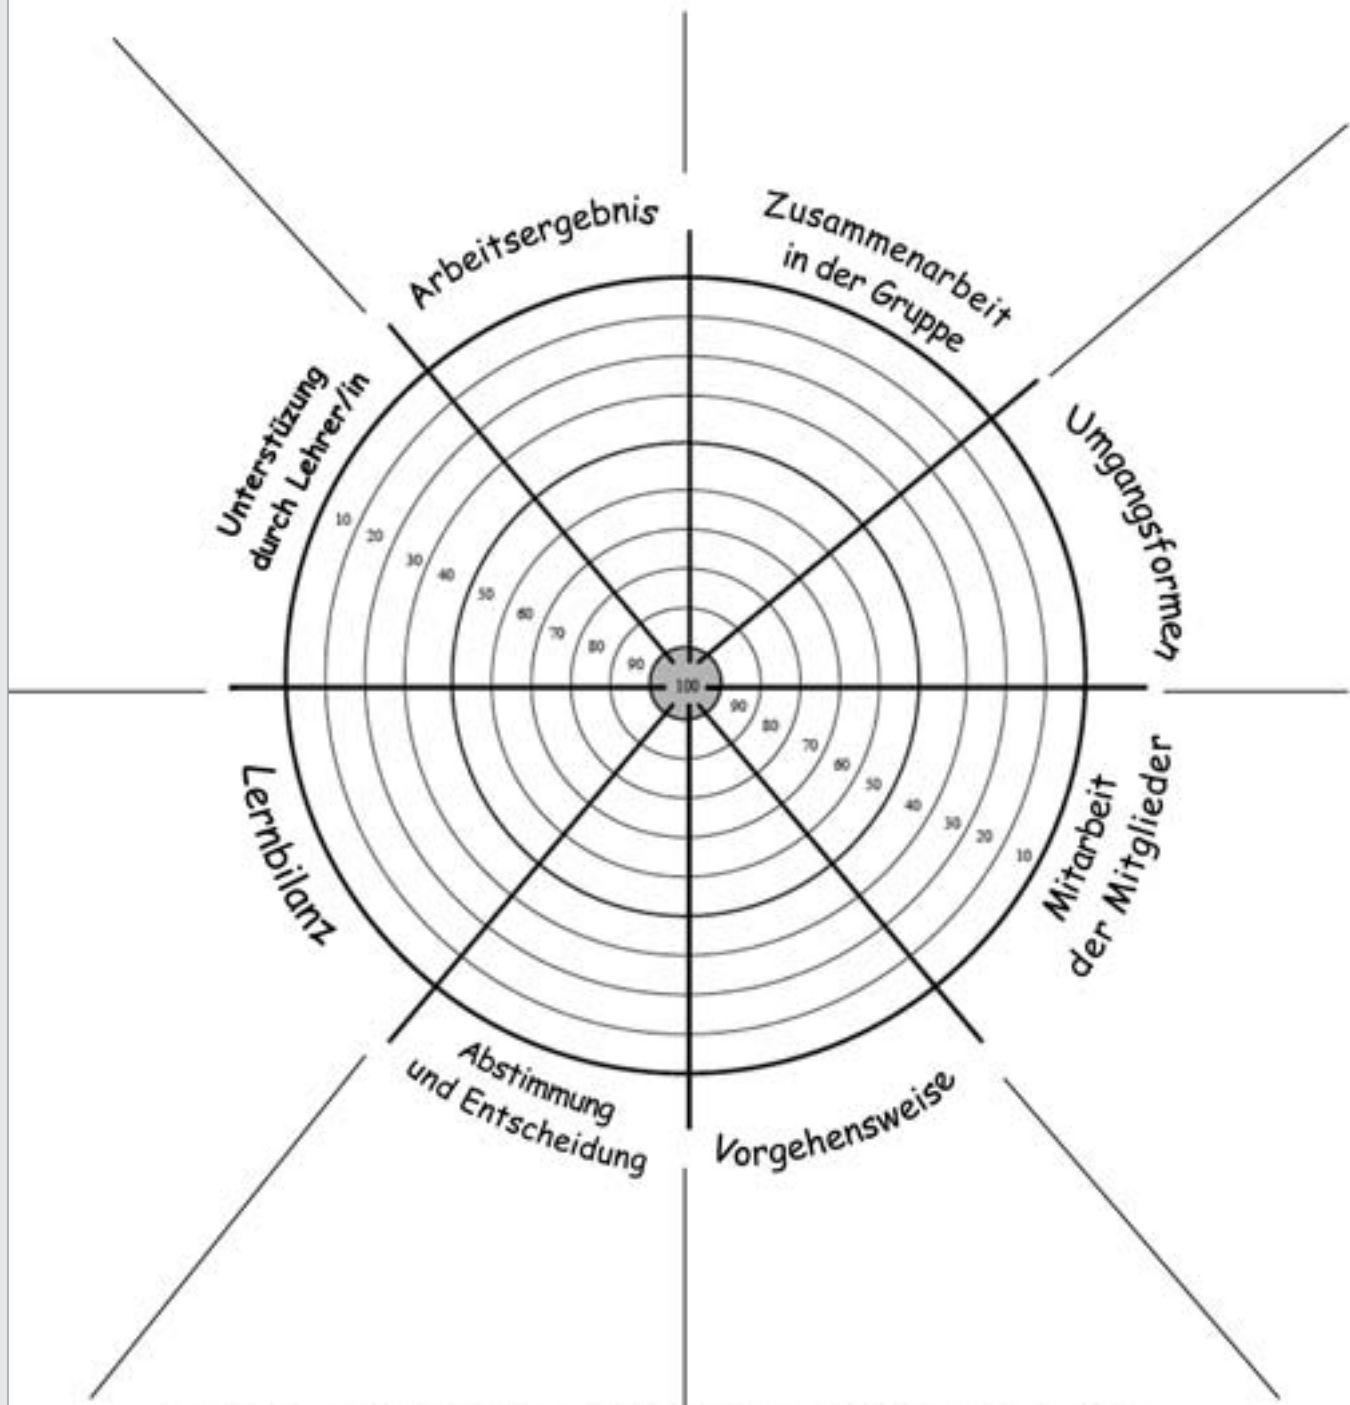 Arbeitsergebnis
Zusammenarbeit
in der Gruppe
Umgangsformen
Mitarbeit
der Mitglieder
Vorgehensweise
Abstimmung
und Entscheidung
Lernbilanz
Unterstüzung
durch Lehrer/in
10
20
30
40
50
60
70
80
90
100
90
80
70
60
50
40
30
20
10